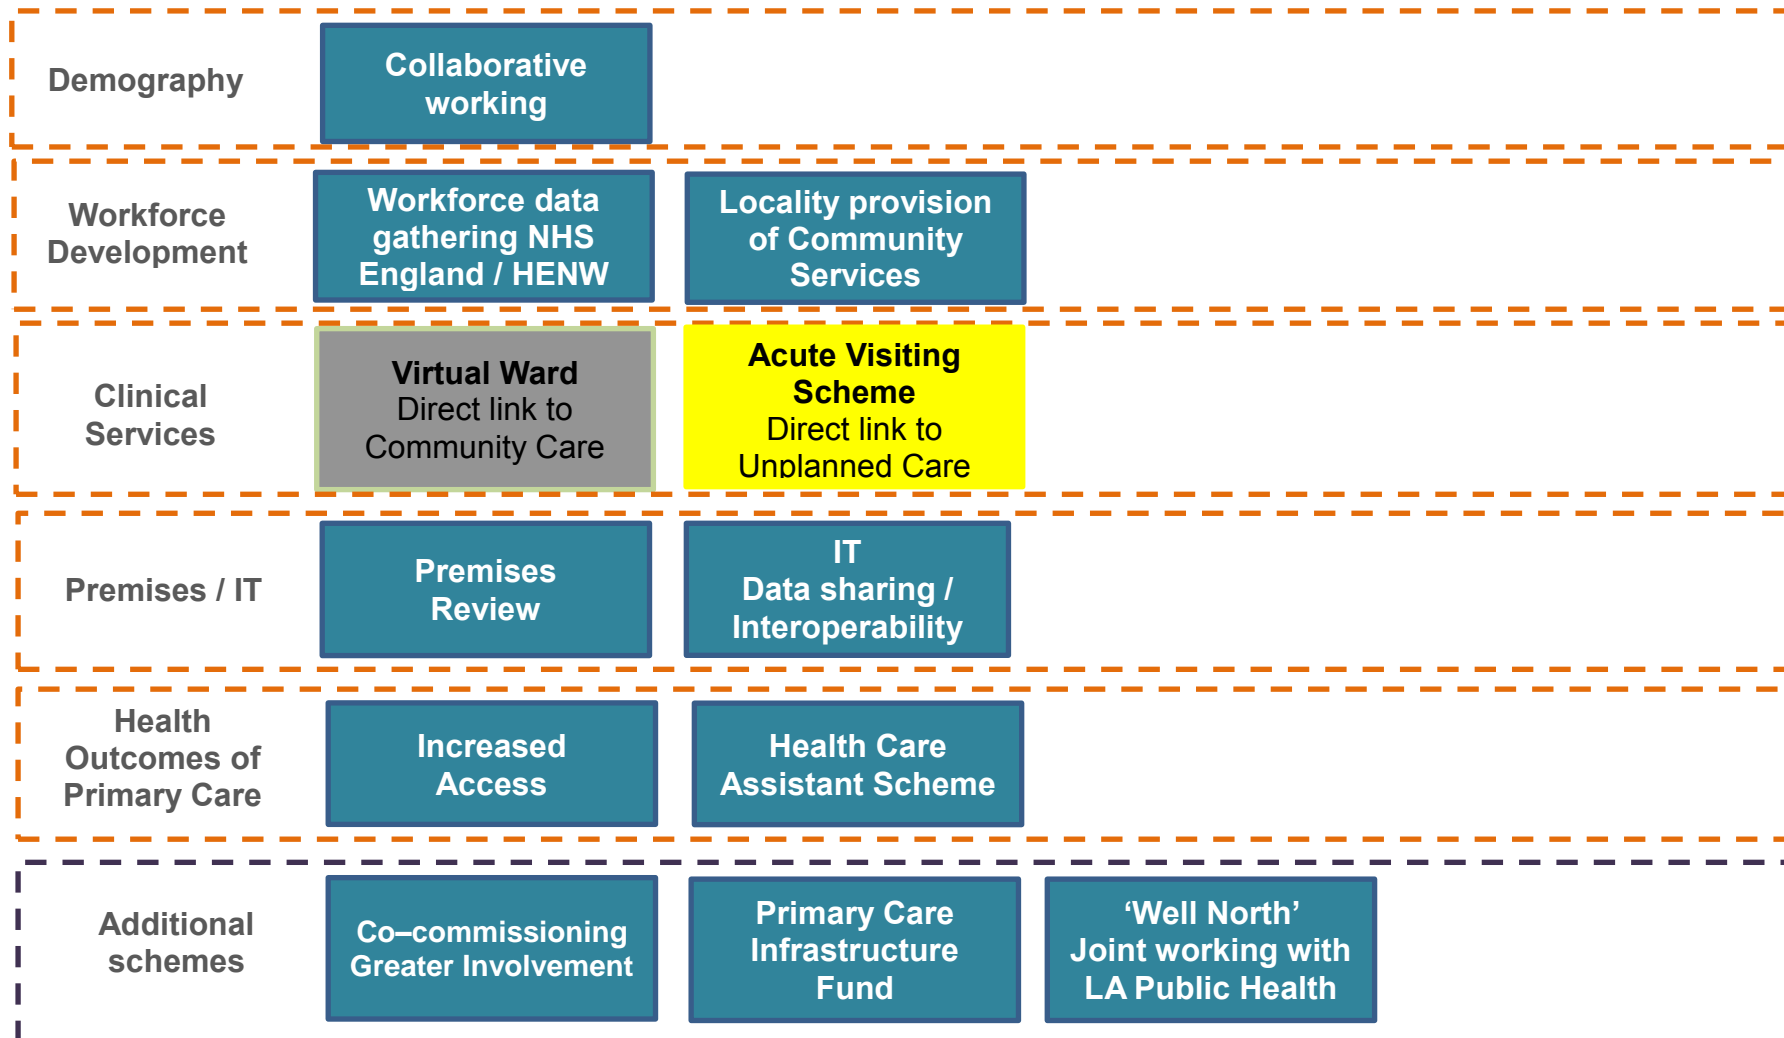 Demography
Collaborative
working
Workforce
Development
Workforce data
gathering NHS
England / HENW
Locality provision
of Community
Services
Clinical
Services
Virtual Ward
Direct link to
Community Care
Acute Visiting
Scheme
Direct link to
Unplanned Care
Premises / IT
Premises
Review
IT
Data sharing /
Interoperability
Health
Outcomes of
Primary Care
Increased
Access
Health Care
Assistant Scheme
Additional
schemes
Co–commissioning
Greater Involvement
Primary Care
Infrastructure
Fund
‘Well North’
Joint working with
LA Public Health